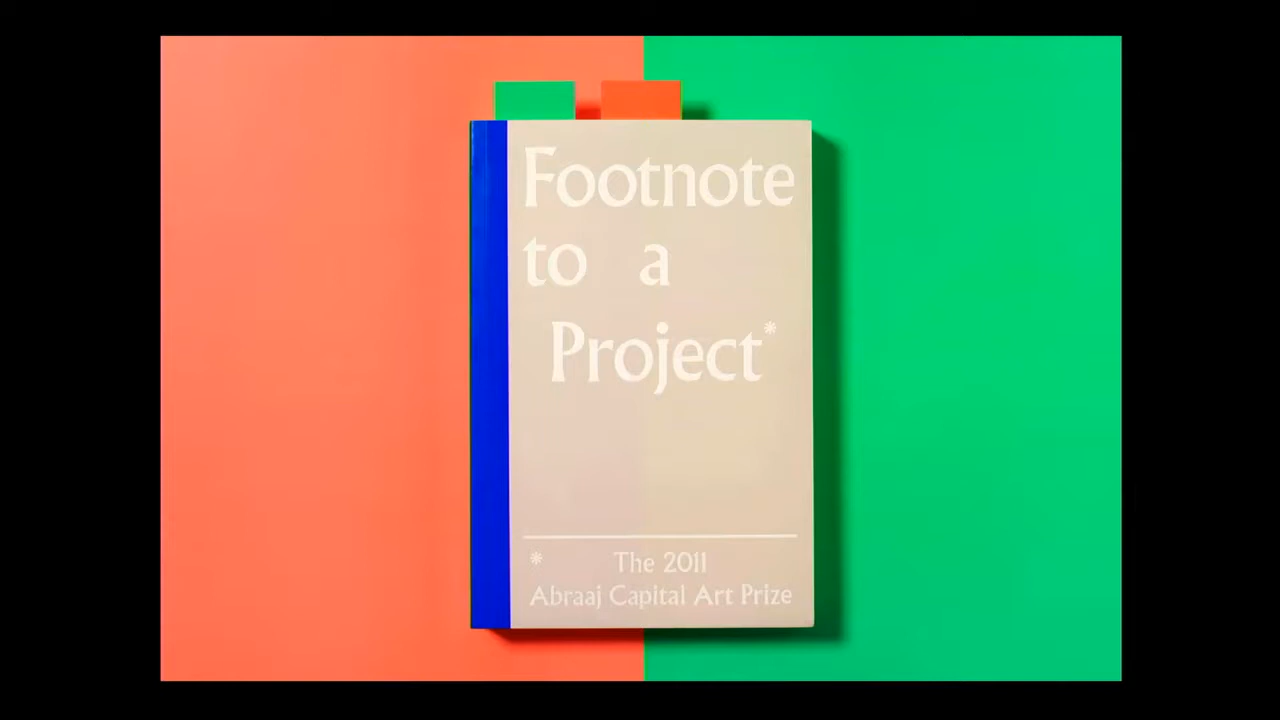 Footnote
to a
Project*
* The 2011
Abraaj Capital Art Prize